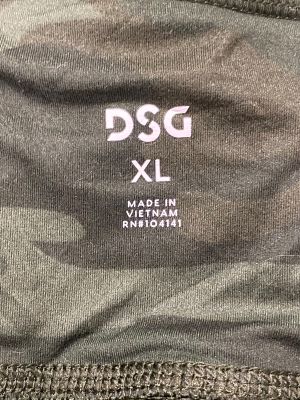 DSG
XL
MADE IN
VIETNAM
RN#104141